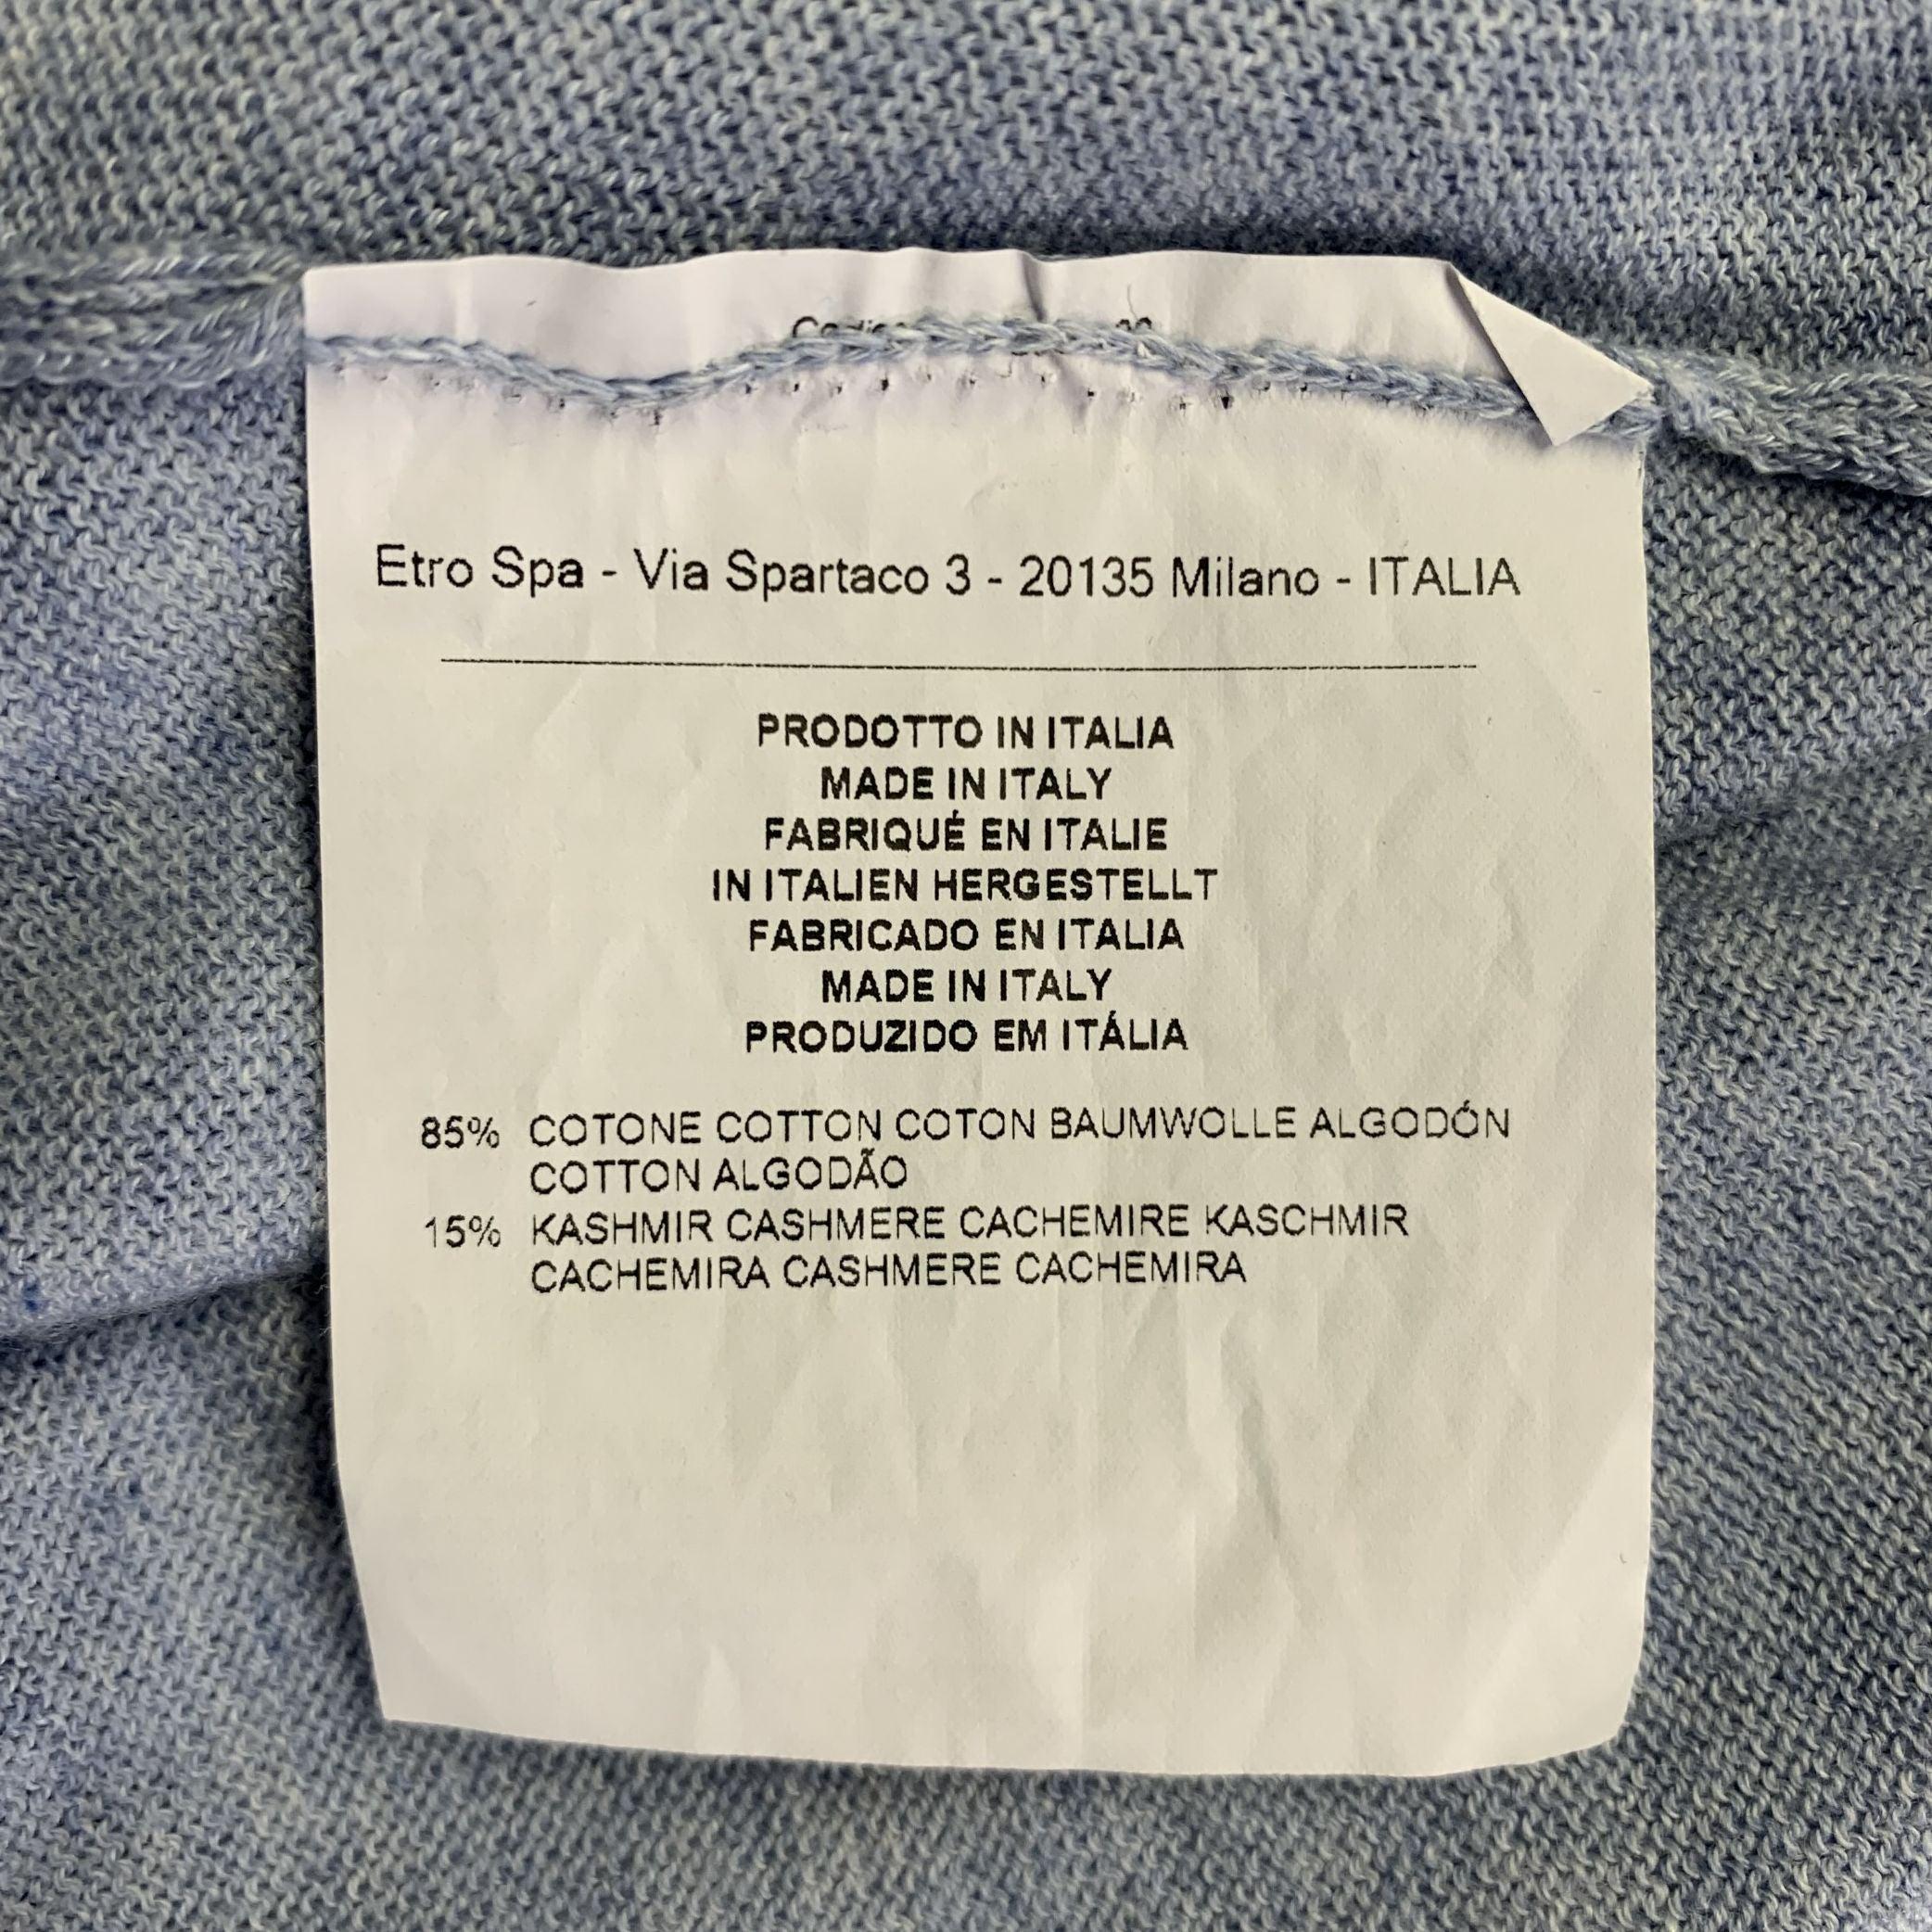 Etro Spa - Via Spartaco 3 - 20135 Milano - ITALIA
PRODOTTO IN ITALIA
MADE IN ITALY
FABRIQUÉ EN ITALIE
IN ITALIEN HERGESTELLT
FABRICADO EN ITALIA
MADE IN ITALY
PRODUZIDO EM ITÁLIA
85% COTONE COTTON COTON BAUMWOLLE ALGODÓN
COTTON ALGODÃO
15% KASHMIR CASHMERE CACHEMIRE KASCHMIR
CACHEMIRA CASHMERE CACHEMIRA